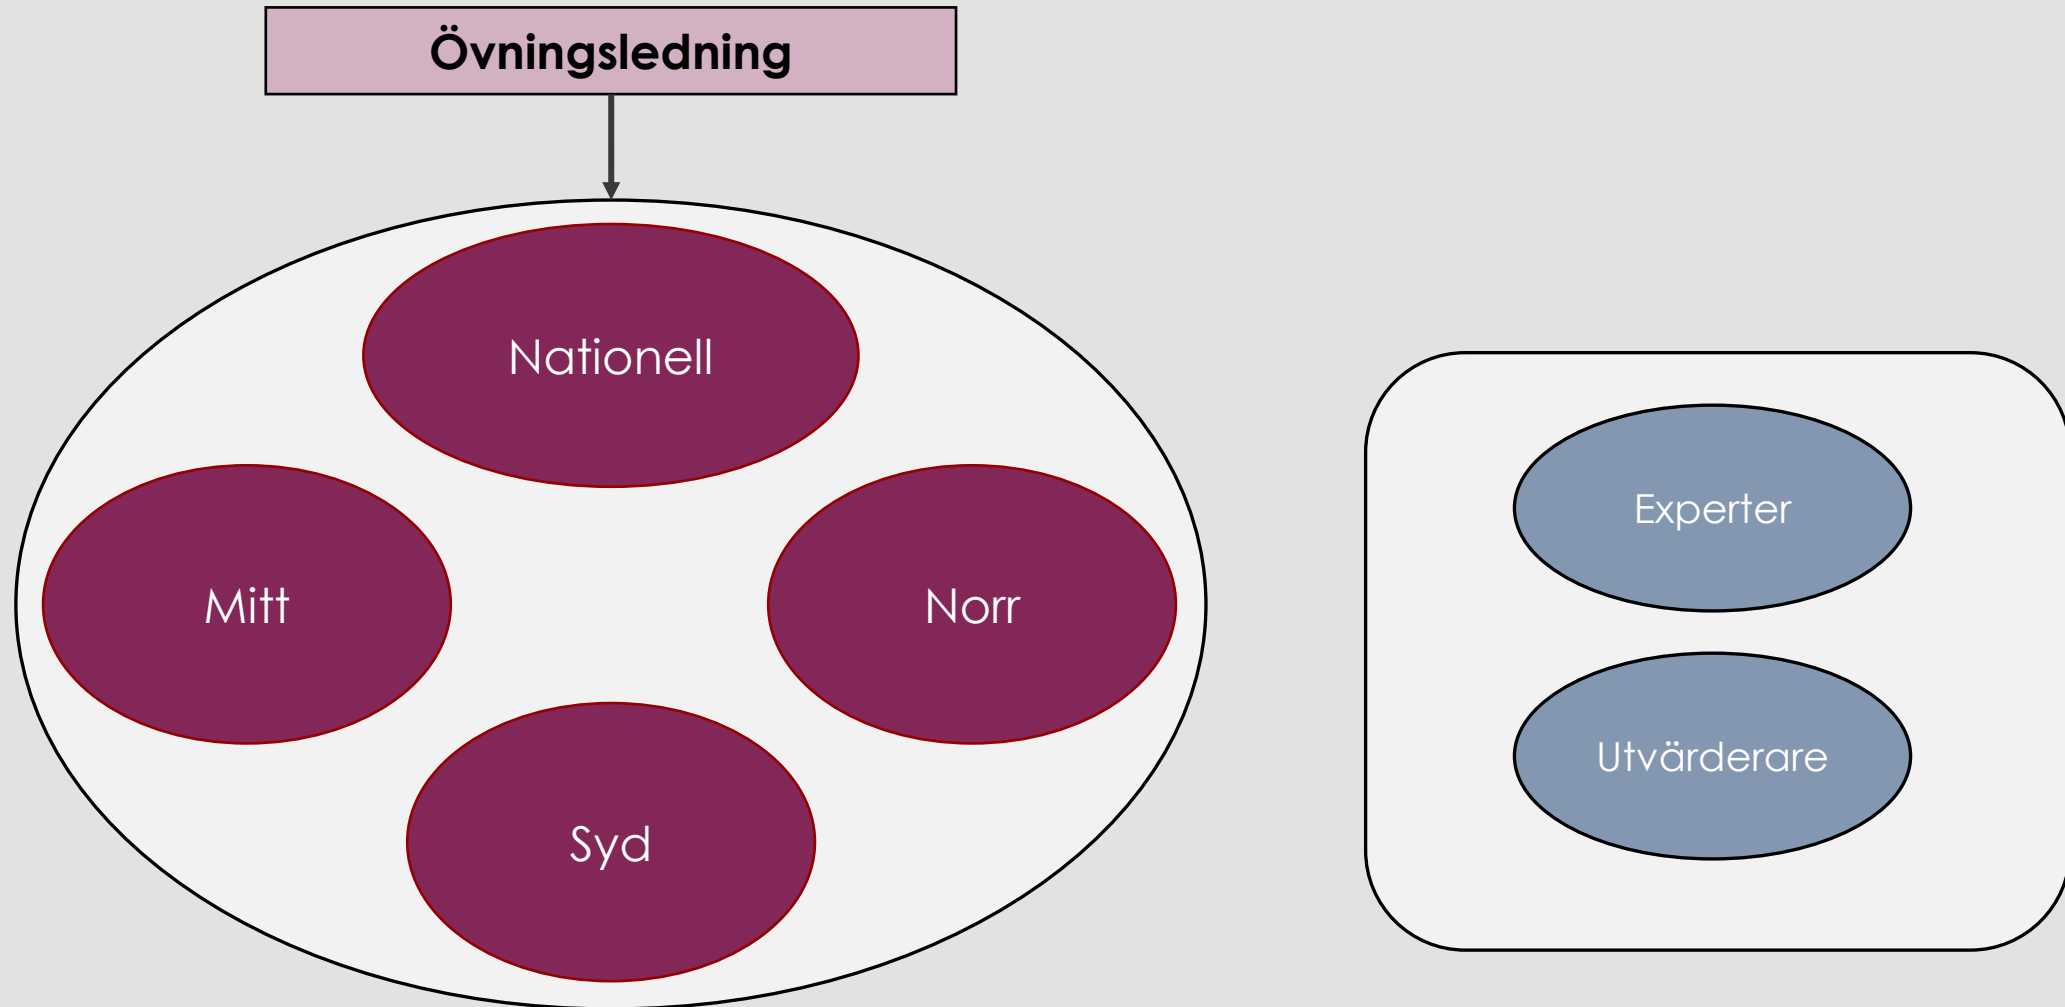 Övningsledning
Nationell
Mitt
Norr
Syd
Experter
Utvärderare